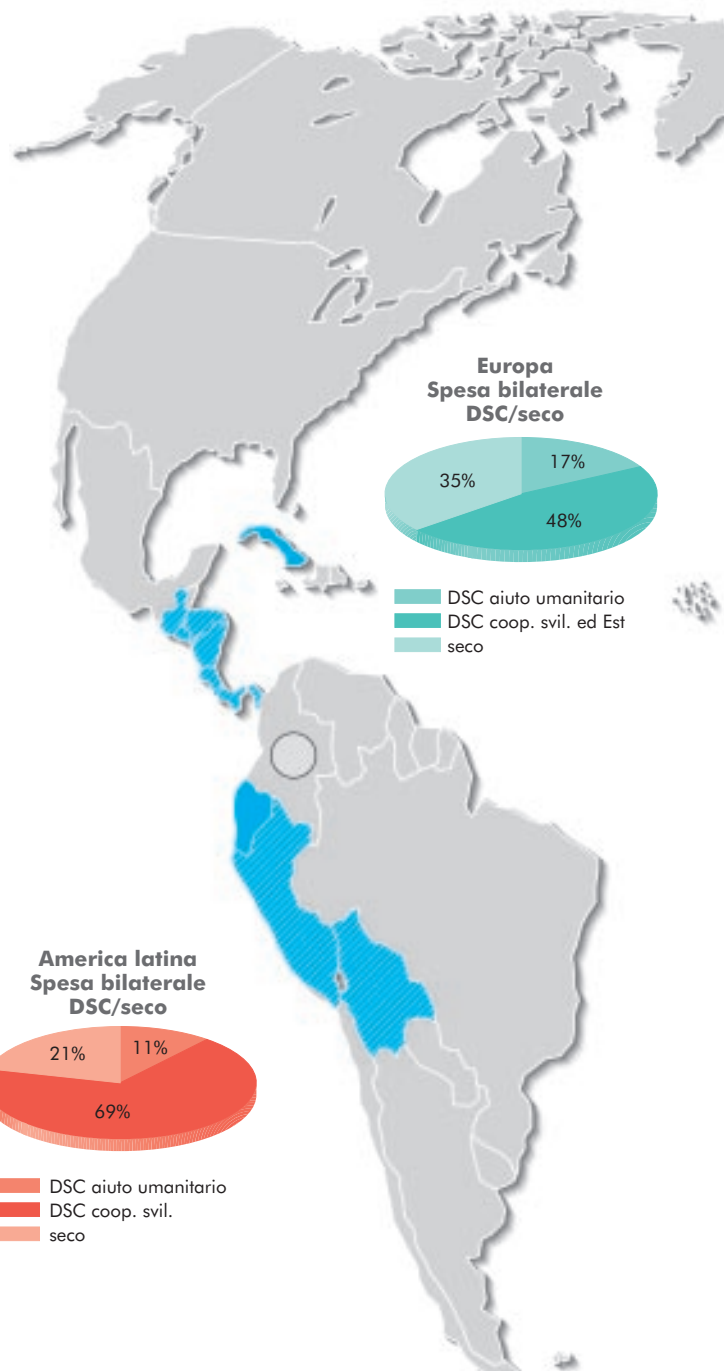 Europa
Spesa bilaterale
DSC/seco
17%
35%
48%
DSC aiuto umanitario
DSC coop. svil. ed Est
seco
America latina
Spesa bilaterale
DSC/seco
21%
11%
69%
DSC aiuto umanitario
DSC coop. svil.
seco